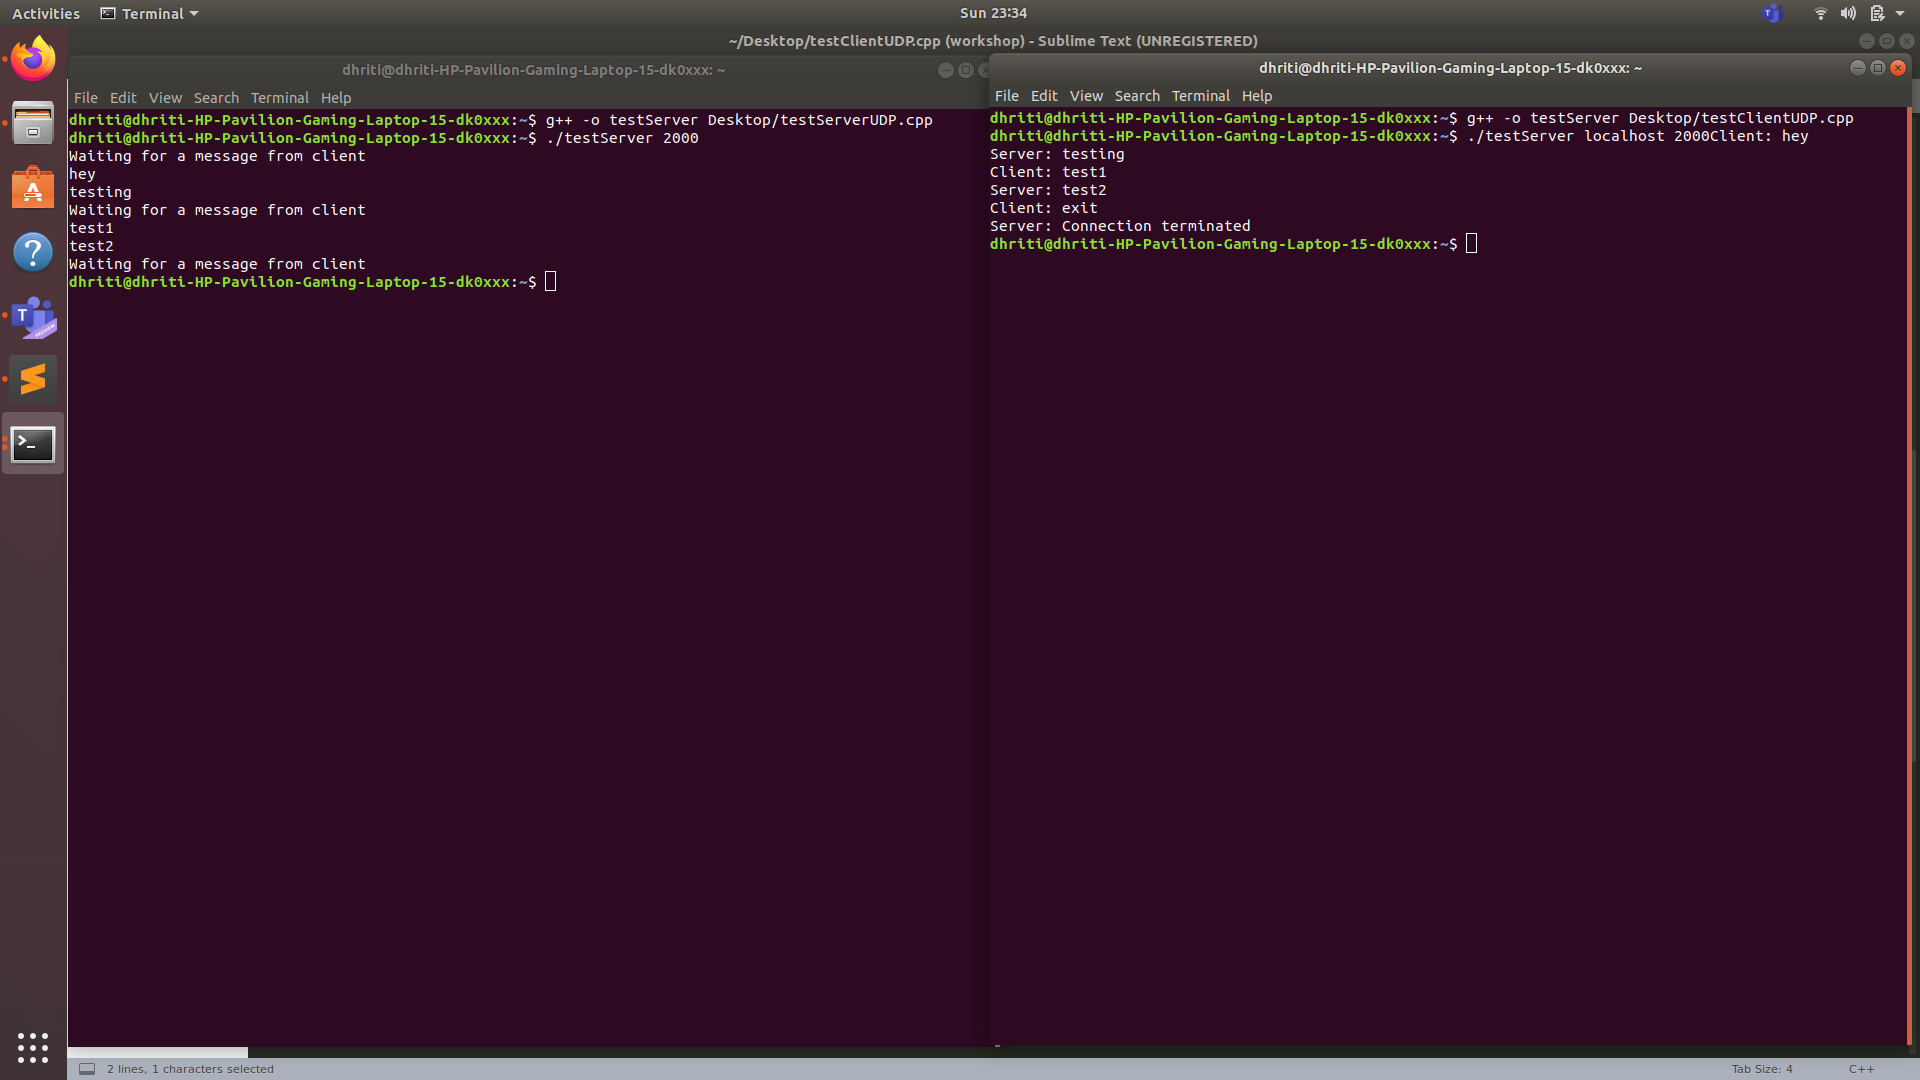 Activities Terminal Sun 23:34
~/Desktop/testClientUDP.cpp (workshop) - Sublime Text (UNREGISTERED)
dhriti@dhriti-HP-Pavilion-Gaming-Laptop-15-dk0xxx: ~
File Edit View Search Terminal Help
dhriti@dhriti-HP-Pavilion-Gaming-Laptop-15-dk0xxx:~$ g++ -o testServer Desktop/testServerUDP.cpp
dhriti@dhriti-HP-Pavilion-Gaming-Laptop-15-dk0xxx:~$ ./testServer 2000
Waiting for a message from client
hey
testing
Waiting for a message from client
test1
test2
Waiting for a message from client
dhriti@dhriti-HP-Pavilion-Gaming-Laptop-15-dk0xxx:~$
dhriti@dhriti-HP-Pavilion-Gaming-Laptop-15-dk0xxx: ~
File Edit View Search Terminal Help
dhriti@dhriti-HP-Pavilion-Gaming-Laptop-15-dk0xxx:~$ g++ -o testServer Desktop/testClientUDP.cpp
dhriti@dhriti-HP-Pavilion-Gaming-Laptop-15-dk0xxx:~$ ./testServer localhost 2000Client: hey
Server: testing
Client: test1
Server: test2
Client: exit
Server: Connection terminated
dhriti@dhriti-HP-Pavilion-Gaming-Laptop-15-dk0xxx:~$
2 lines, 1 characters selected Tab Size: 4 C++